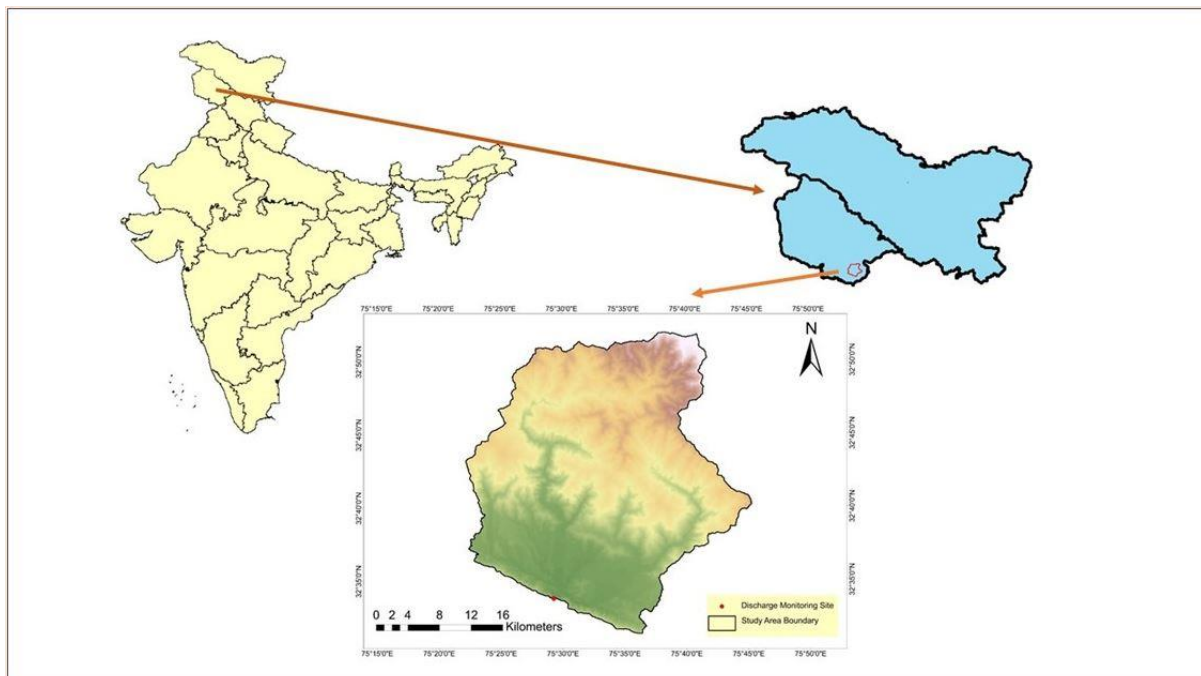 75°15'0"E 75°20'0"E 75°25'0"E 75°30'0"E 75°35'0"E 75°40'0"E 75°45'0"E 75°50'0"E
N
32°50'0"N 32°50'0"N
32°45'0"N 32°45'0"N
32°40'0"N 32°40'0"N
32°35'0"N 32°35'0"N
Discharge Monitoring Site
Study Area Boundary
0 2 4 8 12 16
Kilometers
75°15'0"E 75°20'0"E 75°25'0"E 75°30'0"E 75°35'0"E 75°40'0"E 75°45'0"E 75°50'0"E